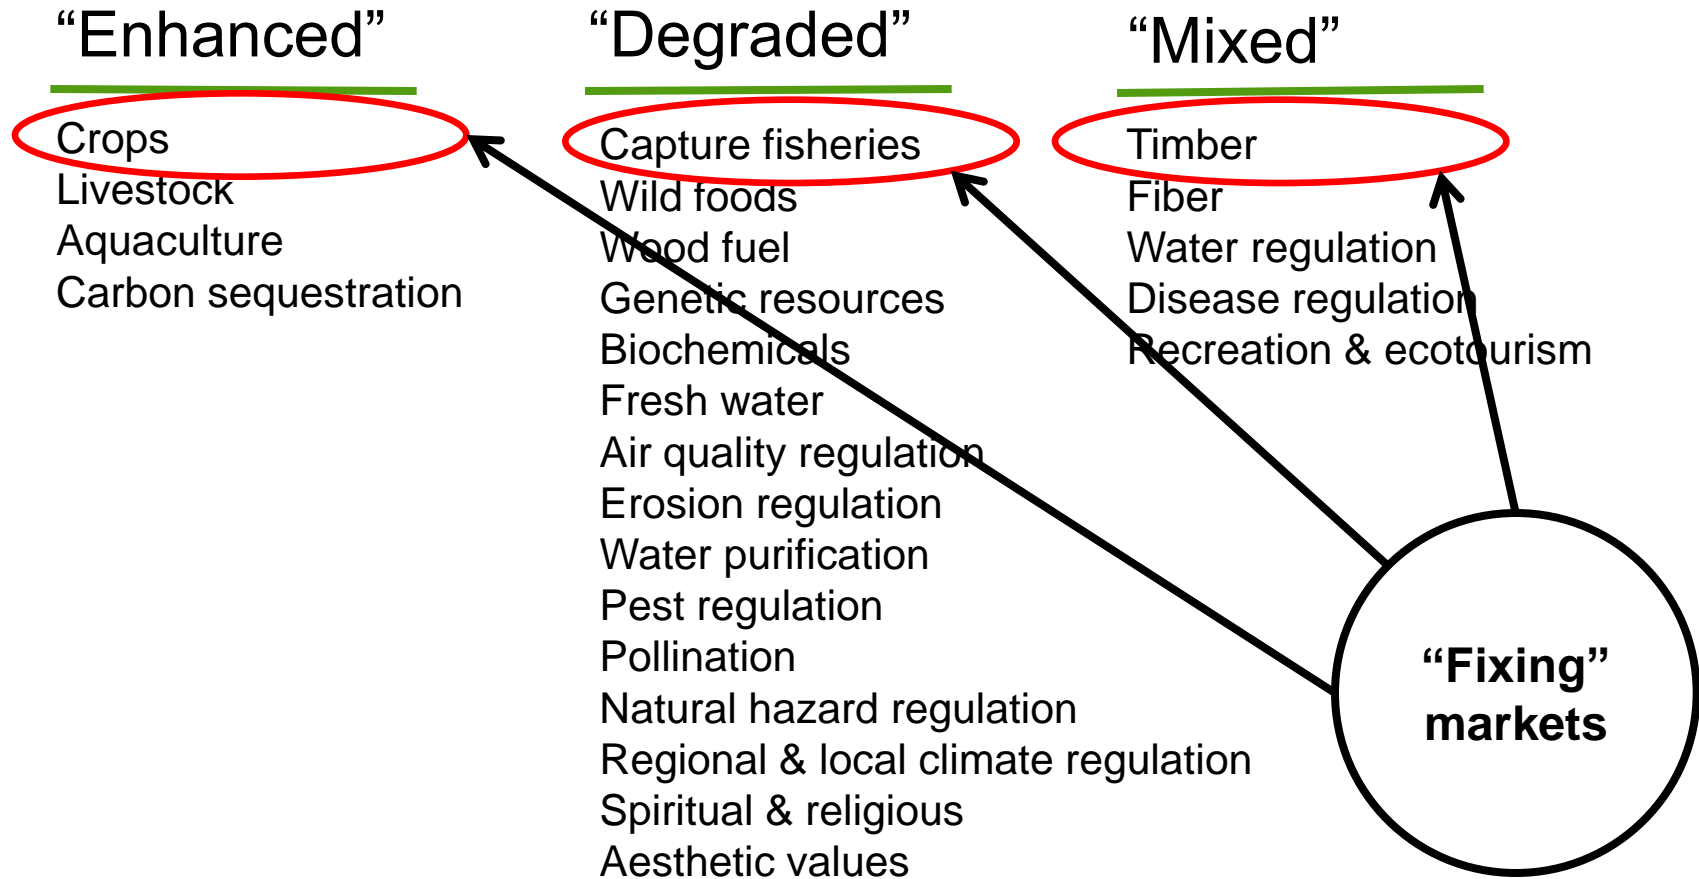 “Enhanced”
Crops
Livestock
Aquaculture
Carbon sequestration
“Degraded”
Capture fisheries
Wild foods
Wood fuel
Genetic resources
Biochemicals
Fresh water
Air quality regulation
Erosion regulation
Water purification
Pest regulation
Pollination
Natural hazard regulation
Regional & local climate regulation
Spiritual & religious
Aesthetic values
“Mixed”
Timber
Fiber
Water regulation
Disease regulation
Recreation & ecotourism
“Fixing”
markets